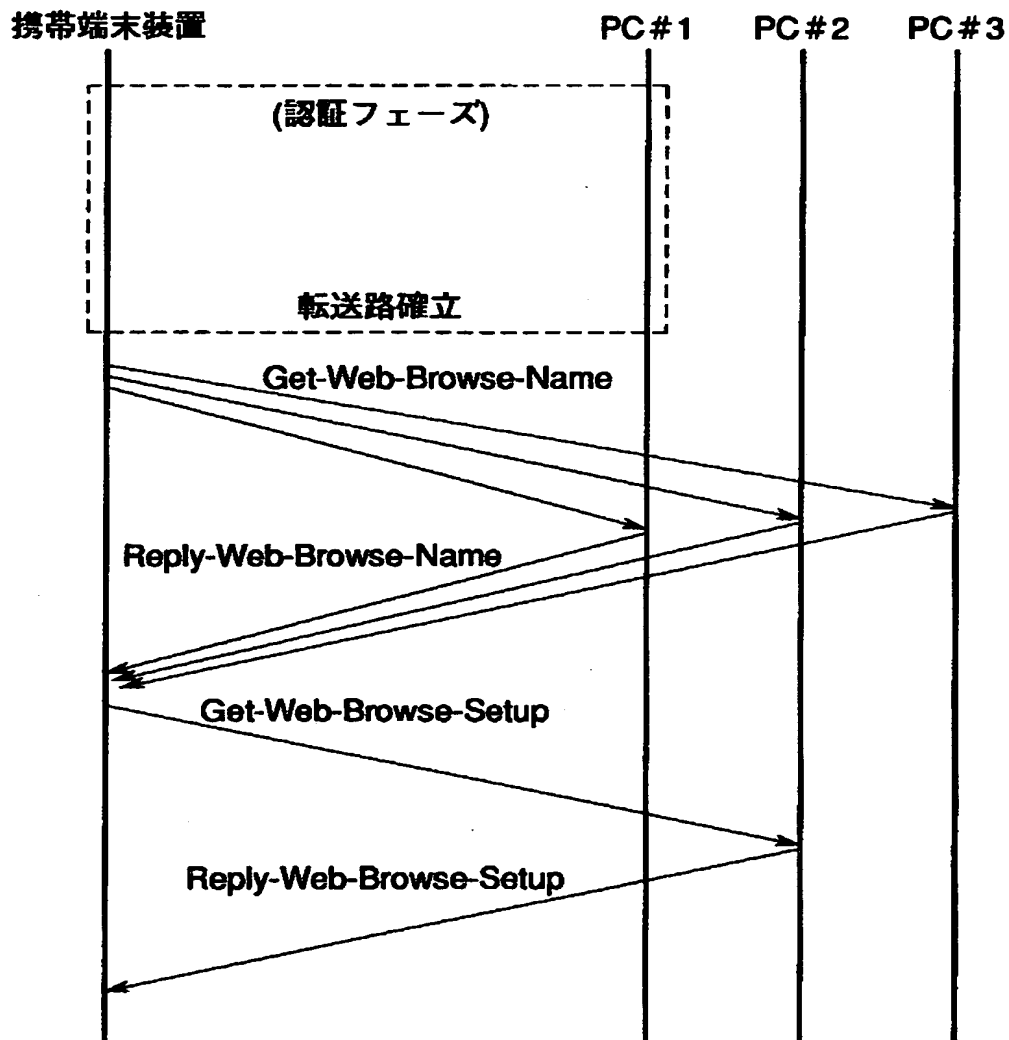 携帯端末装置 PC#1 PC#2 PC#3
(認証フェーズ)
転送路確立
Get-Web-Browse-Name
Reply-Web-Browse-Name
Get-Web-Browse-Setup
Reply-Web-Browse-Setup